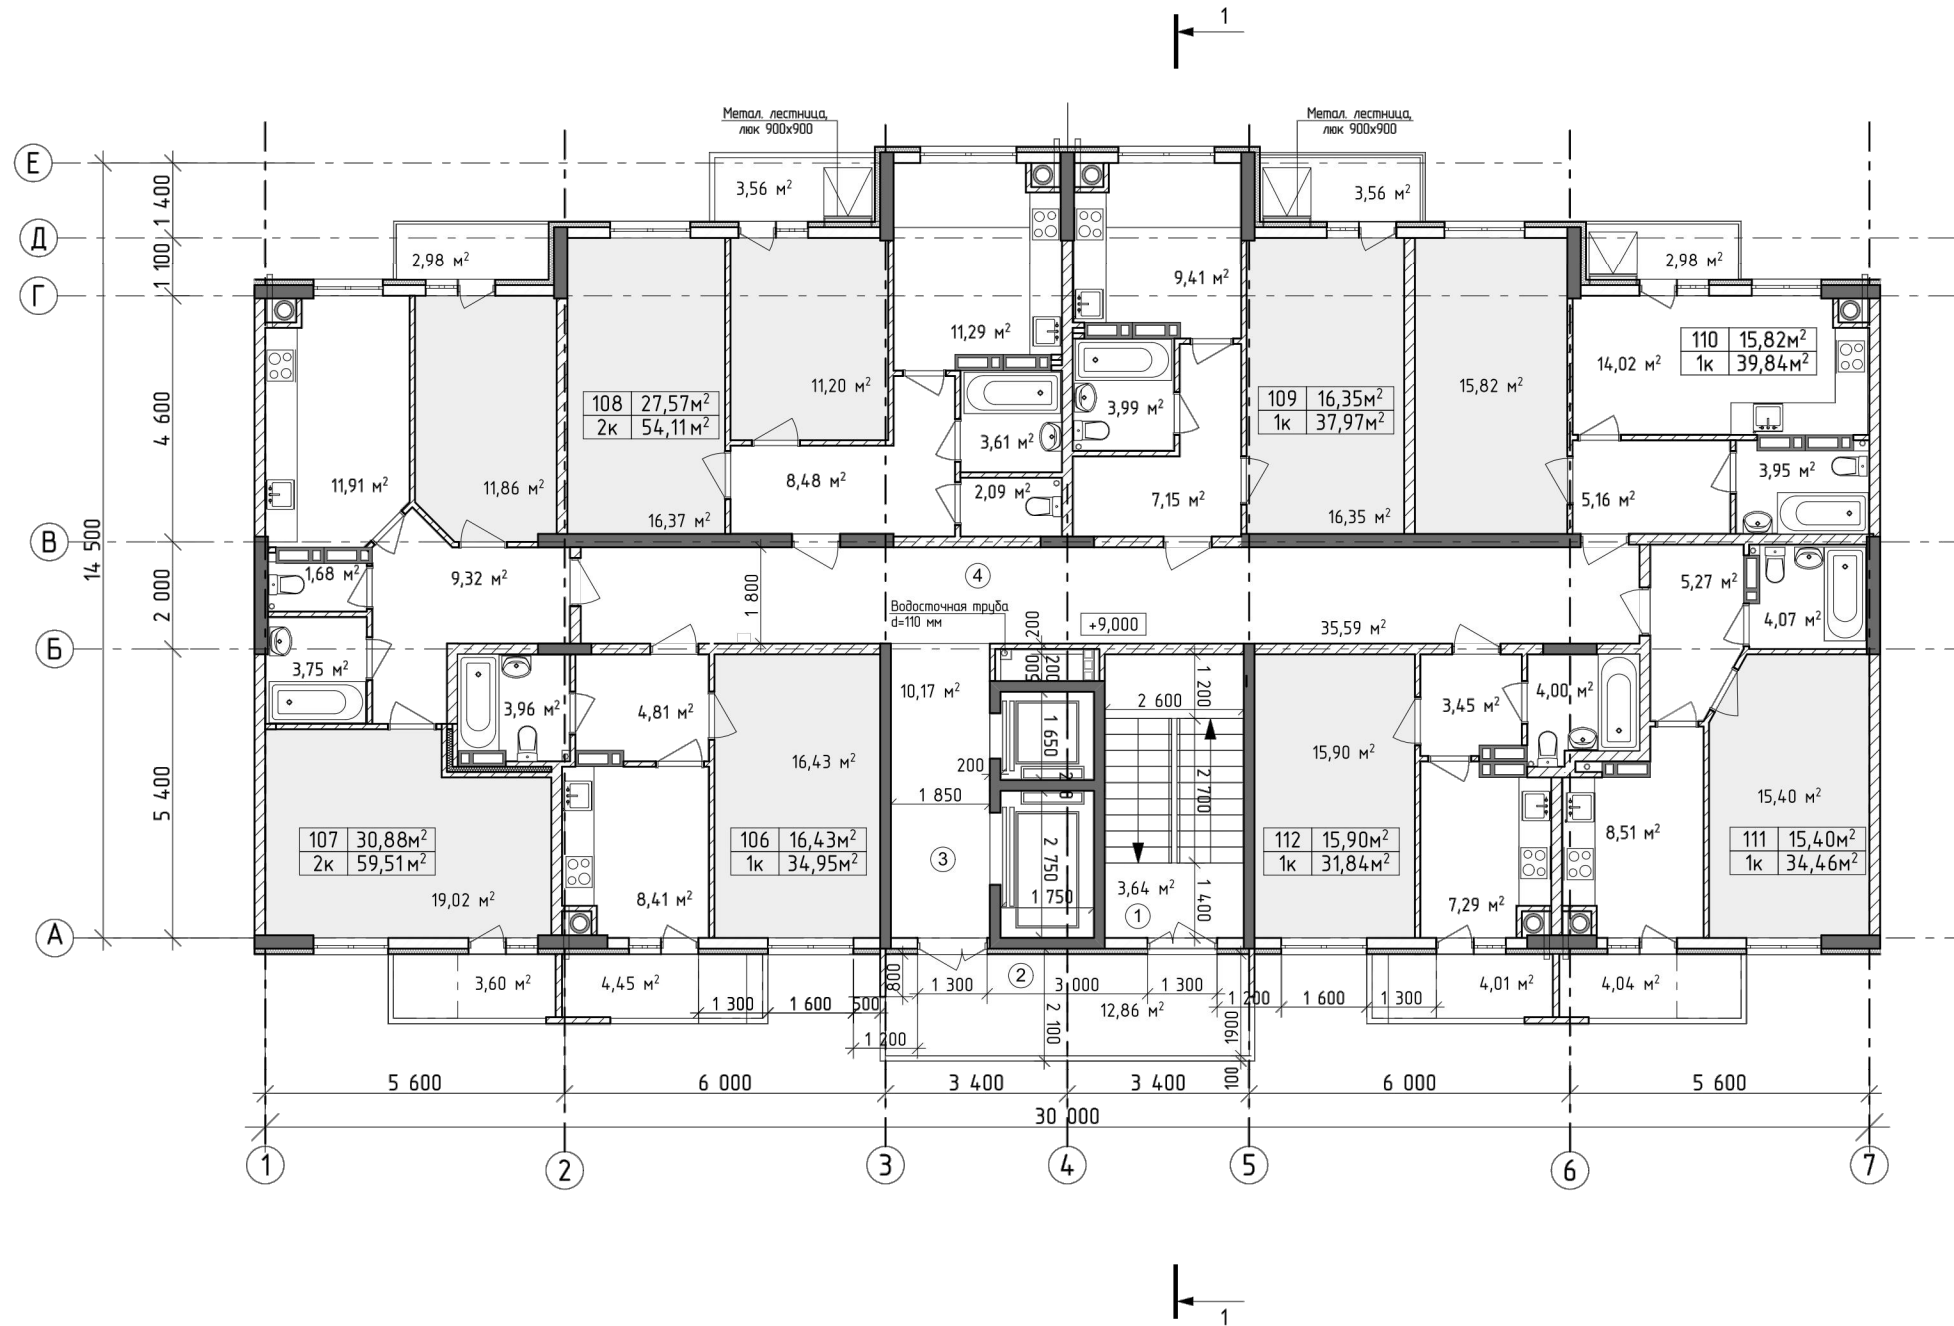 1
Метал. лестница,
люк 900х900
Метал. лестница,
люк 900х900
Е
1 400
3,56 м²
3,56 м²
Д
1 100
2,98 м²
2,98 м²
9,41 м²
Г
11,29 м²
14,02 м²
110 15,82м²
1к 39,84м²
4 600
11,20 м²
15,82 м²
108 27,57м²
2к 54,11м²
109 16,35м²
1к 37,97м²
3,99 м²
3,61 м²
11,91 м²
11,86 м²
8,48 м²
2,09 м²
7,15 м²
5,16 м²
3,95 м²
16,37 м²
16,35 м²
14 500
В
1,68 м²
9,32 м²
4
5,27 м²
2 000
1 800
Водосточная труба
d=110 мм
200
+9,000
35,59 м²
4,07 м²
Б
3,75 м²
500
200
1 200
10,17 м²
4,00 м²
3,96 м²
4,81 м²
2 600
3,45 м²
1 650
15,90 м²
16,43 м²
200
2 700
5 400
1 850
15,40 м²
107 30,88м²
2к 59,51м²
106 16,43м²
1к 34,95м²
3
2 750
112 15,90м²
1к 31,84м²
8,51 м²
111 15,40м²
1к 34,46м²
19,02 м²
8,41 м²
1 750
3,64 м²
1
1 400
7,29 м²
А
3,60 м²
4,45 м²
800
2
1 300
3 000
1 300
4,01 м²
4,04 м²
1 300
1 600
500
12,86 м²
1 200
1 600
1 300
1 200
2 100
1900
100
5 600
6 000
3 400
3 400
6 000
5 600
30 000
1
2
3
4
5
6
7
1